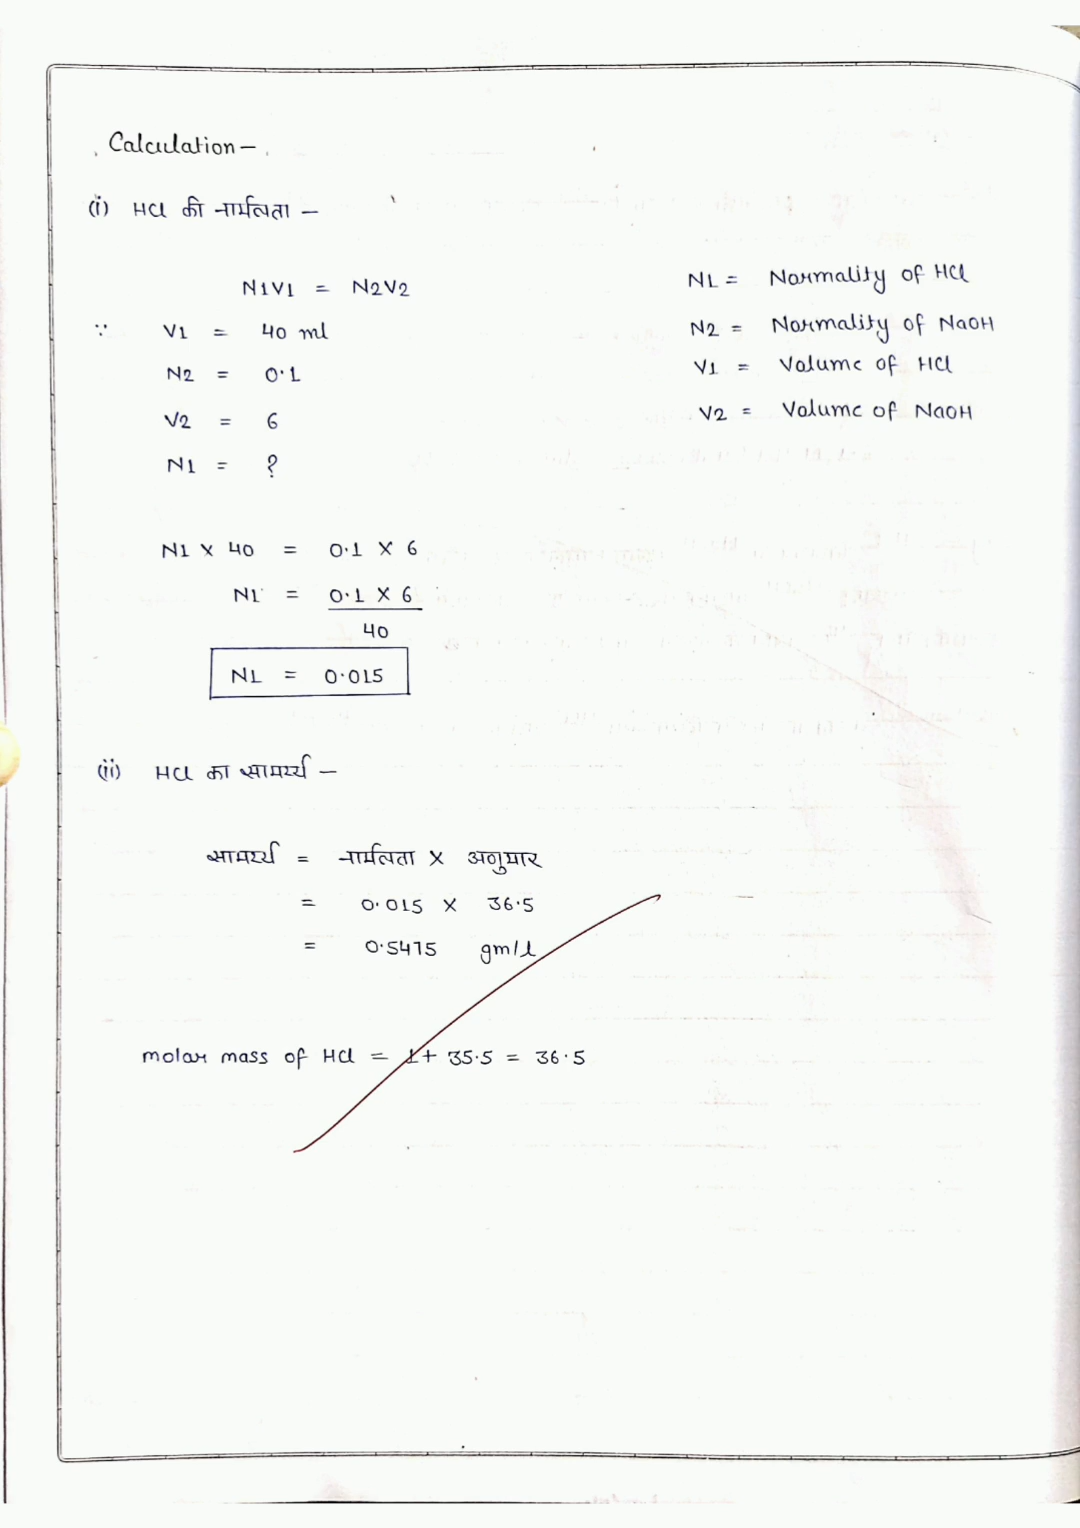 Calculation -
(i) HCl की नार्मलता -
N1V1 = N2V2
∵ V1 = 40 ml
N2 = 0.1
V2 = 6
N1 = ?
N1 = Normality of HCl
N2 = Normality of NaOH
V1 = Volume of HCl
V2 = Volume of NaOH
N1 X 40 = 0.1 X 6
N1 = 0.1 X 6
40
N1 = 0.015
(ii) HCl का सामर्थ्य -
सामर्थ्य = नार्मलता X अणुभार
= 0.015 X 36.5
= 0.5475 gm/l
molar mass of HCl = 1+ 35.5 = 36.5